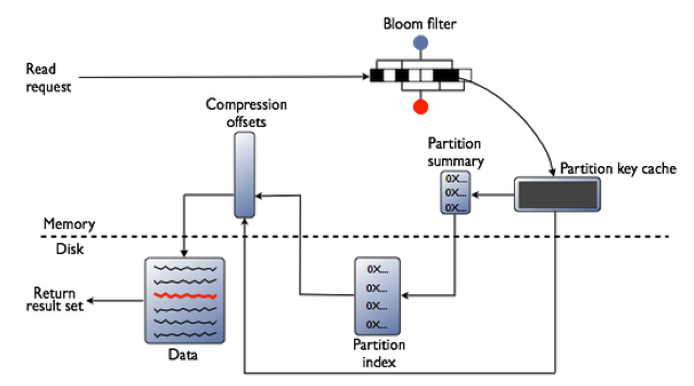 Bloom filter
Read
request
Compression
offsets
Partition
summary
Partition key cache
0X...
0X...
0X...
Memory
Disk
0X...
0X...
0X...
0X...
Return
result set
Data
Partition
index